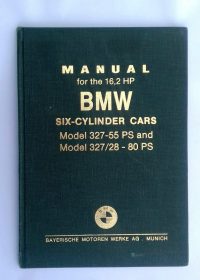 MANUAL
for the 16,2 HP
BMW
SIX-CYLINDER CARS
Model 327-55 PS and
Model 327/28 - 80 PS
BMW
BAYERISCHE MOTOREN WERKE AG . MUNICH